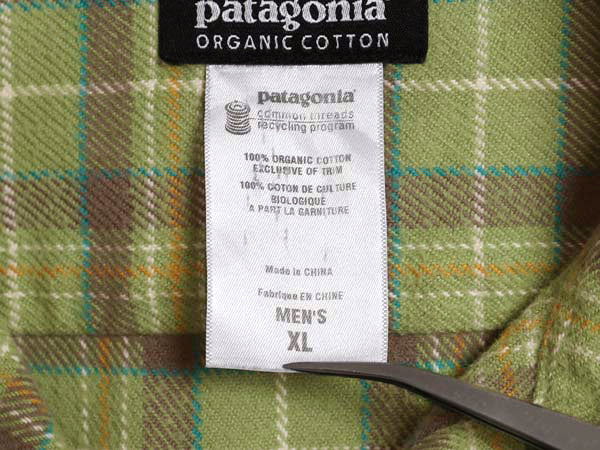 patagonia
ORGANIC COTTON
patagonia
common threads
recycling program
100% ORGANIC COTTON
EXCLUSIVE OF TRIM
100% COTON DE CULTURE
BIOLOGIQUE
A PART LA GARNITURE
Made in CHINA
Fabrique EN CHINE
MEN'S
XL